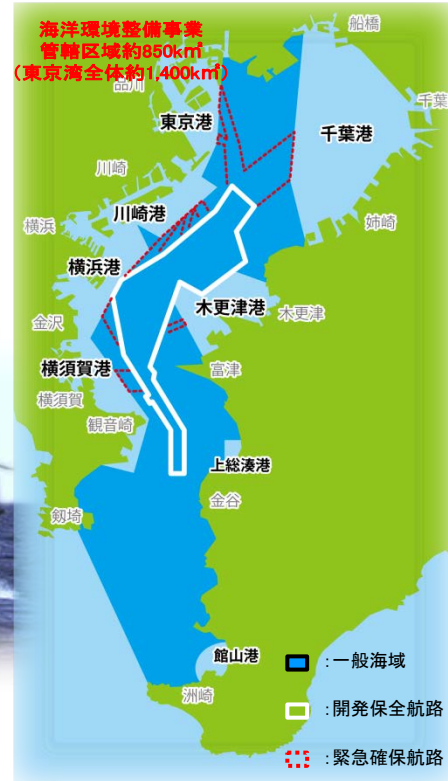 海洋環境整備事業
管轄区域約850k㎡
(東京湾全体約1,400k㎡)
船橋
品川
東京港
千葉港
千葉
川崎
川崎港
姉崎
横浜
横浜港
木更津港
木更津
金沢
横須賀港
富津
横須賀
観音崎
上総湊港
金谷
剱埼
館山港
洲崎
：一般海域
：開発保全航路
：緊急確保航路